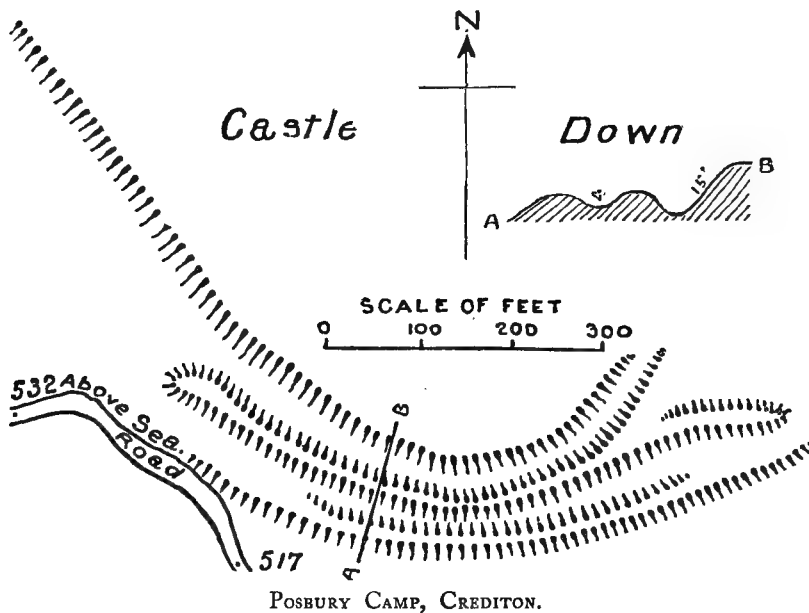 N
Castle Down
B
15'
4
A
SCALE OF FEET
0 100 200 300
532 Above Sea.
Road
B
A
517
POSBURY CAMP, CREDITON.